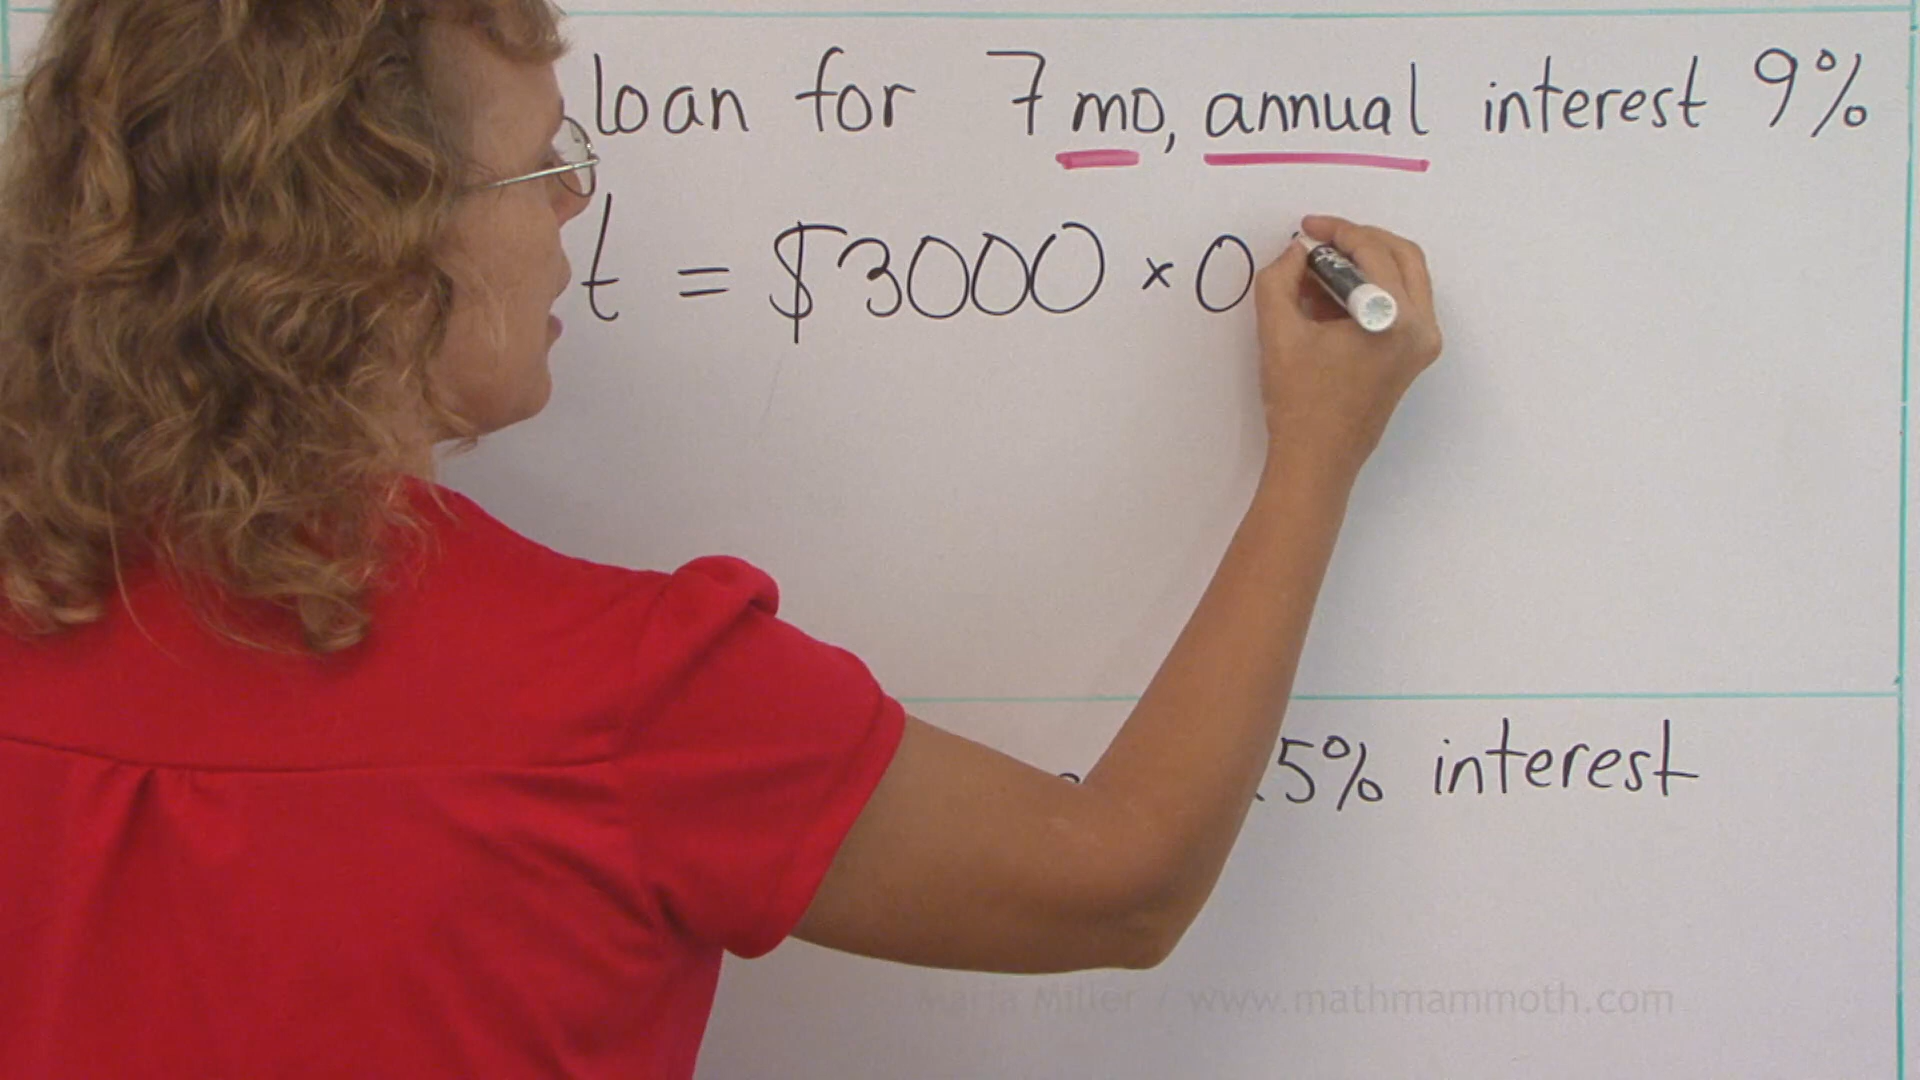 loan for 7 mo, annual interest 9%
t = $3000 × 0
5% interest
Maria Miller / www.mathmammoth.com